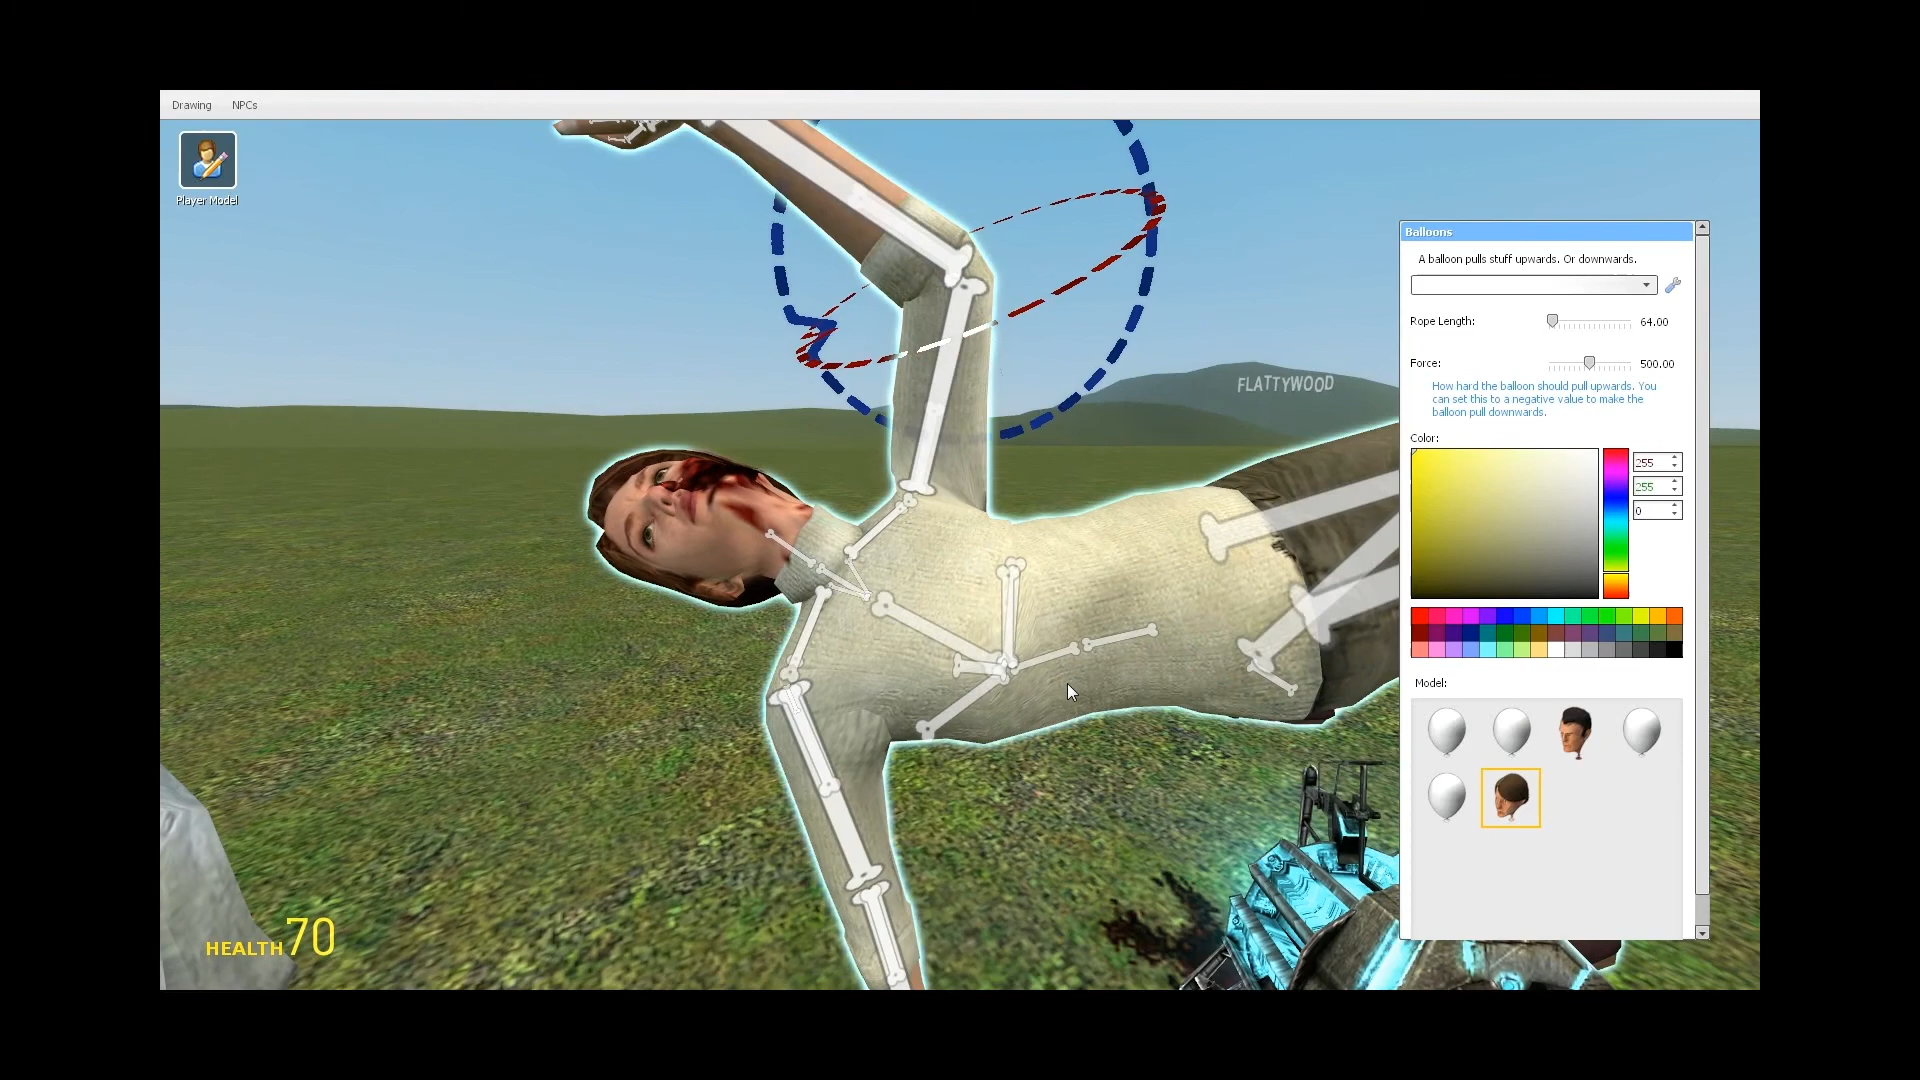 Drawing NPCs
Player Model
FLATTYWOOD
Balloons
A balloon pulls stuff upwards. Or downwards.
Rope Length: 64.00
Force: 500.00
How hard the balloon should pull upwards. You
can set this to a negative value to make the
balloon pull downwards.
Color:
255
255
0
Model:
HEALTH 70